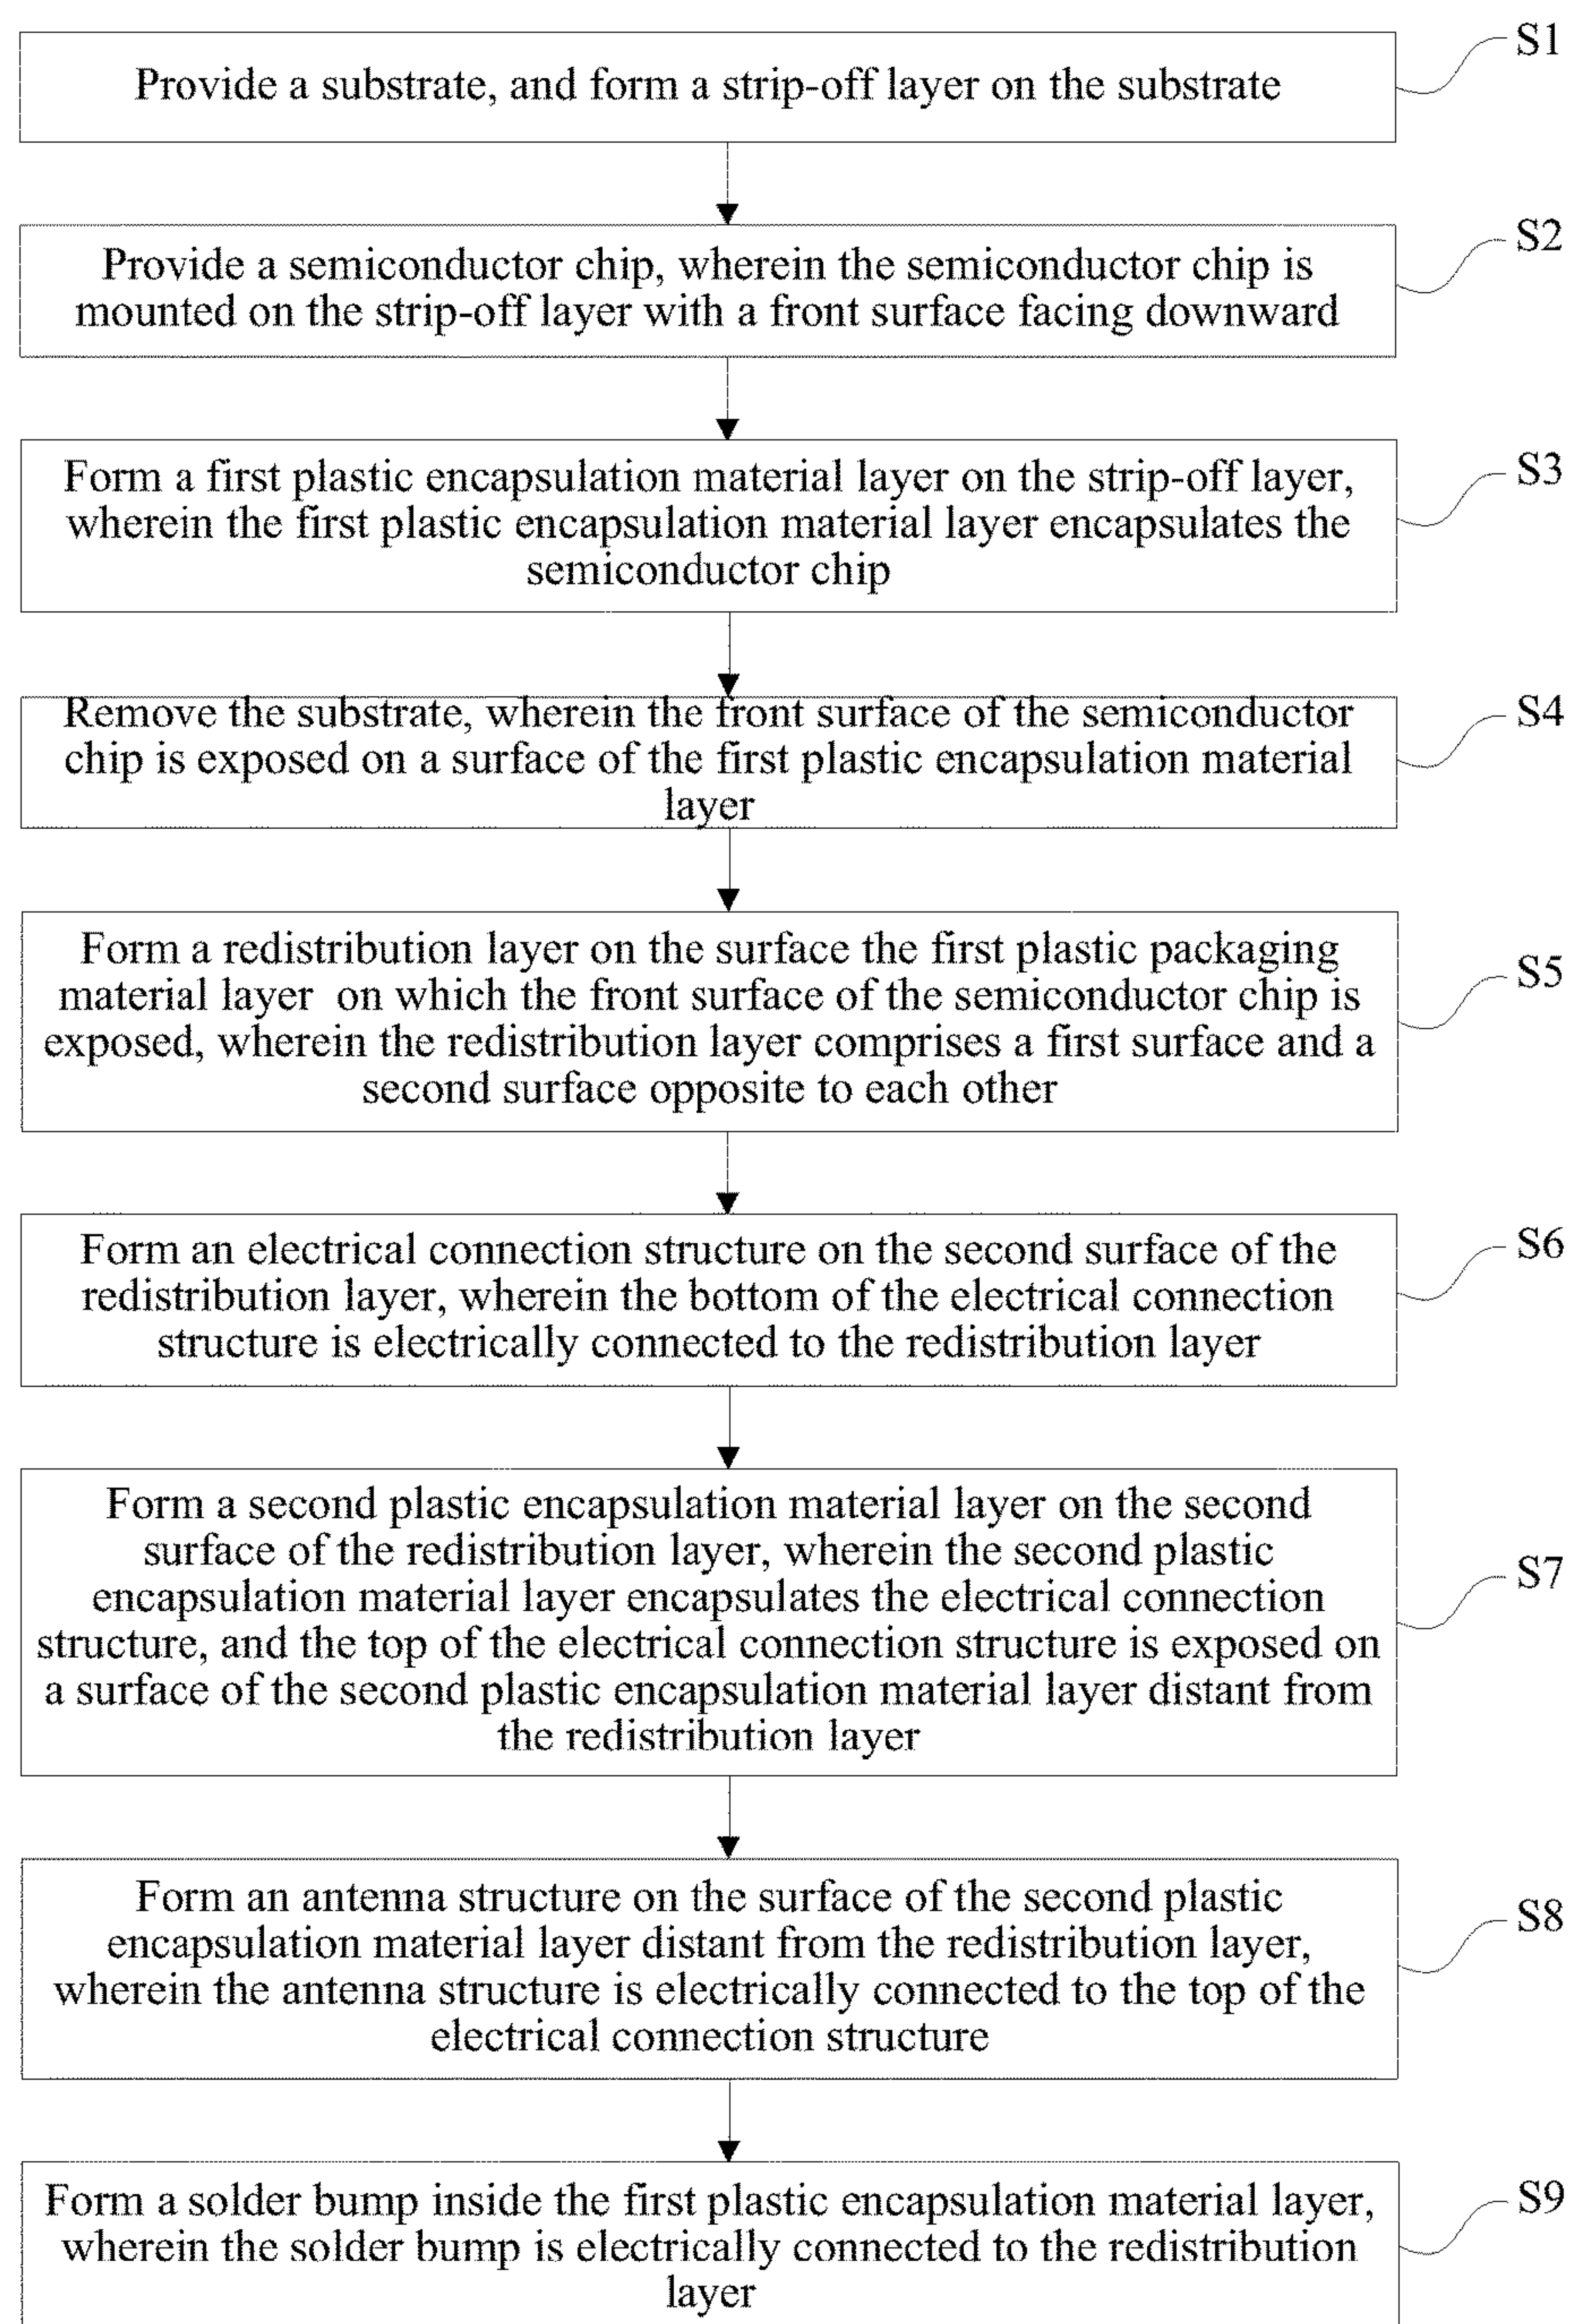 S1
Provide a substrate, and form a strip-off layer on the substrate
S2
Provide a semiconductor chip, wherein the semiconductor chip is
mounted on the strip-off layer with a front surface facing downward
S3
Form a first plastic encapsulation material layer on the strip-off layer,
wherein the first plastic encapsulation material layer encapsulates the
semiconductor chip
S4
Remove the substrate, wherein the front surface of the semiconductor
chip is exposed on a surface of the first plastic encapsulation material
layer
S5
Form a redistribution layer on the surface the first plastic packaging
material layer on which the front surface of the semiconductor chip is
exposed, wherein the redistribution layer comprises a first surface and a
second surface opposite to each other
S6
Form an electrical connection structure on the second surface of the
redistribution layer, wherein the bottom of the electrical connection
structure is electrically connected to the redistribution layer
S7
Form a second plastic encapsulation material layer on the second
surface of the redistribution layer, wherein the second plastic
encapsulation material layer encapsulates the electrical connection
structure, and the top of the electrical connection structure is exposed on
a surface of the second plastic encapsulation material layer distant from
the redistribution layer
S8
Form an antenna structure on the surface of the second plastic
encapsulation material layer distant from the redistribution layer,
wherein the antenna structure is electrically connected to the top of the
electrical connection structure
S9
Form a solder bump inside the first plastic encapsulation material layer,
wherein the solder bump is electrically connected to the redistribution
layer